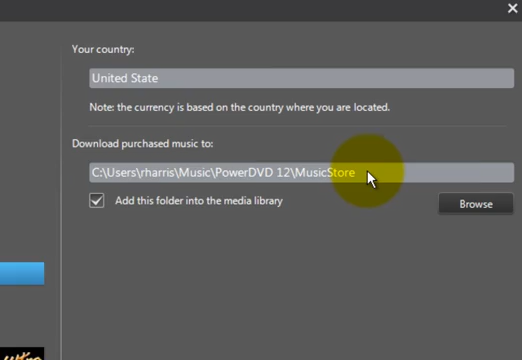 Your country:
United State
Note: the currency is based on the country where you are located.
Download purchased music to:
C:\Users\rharris\Music\PowerDVD 12\MusicStore
Add this folder into the media library
Browse